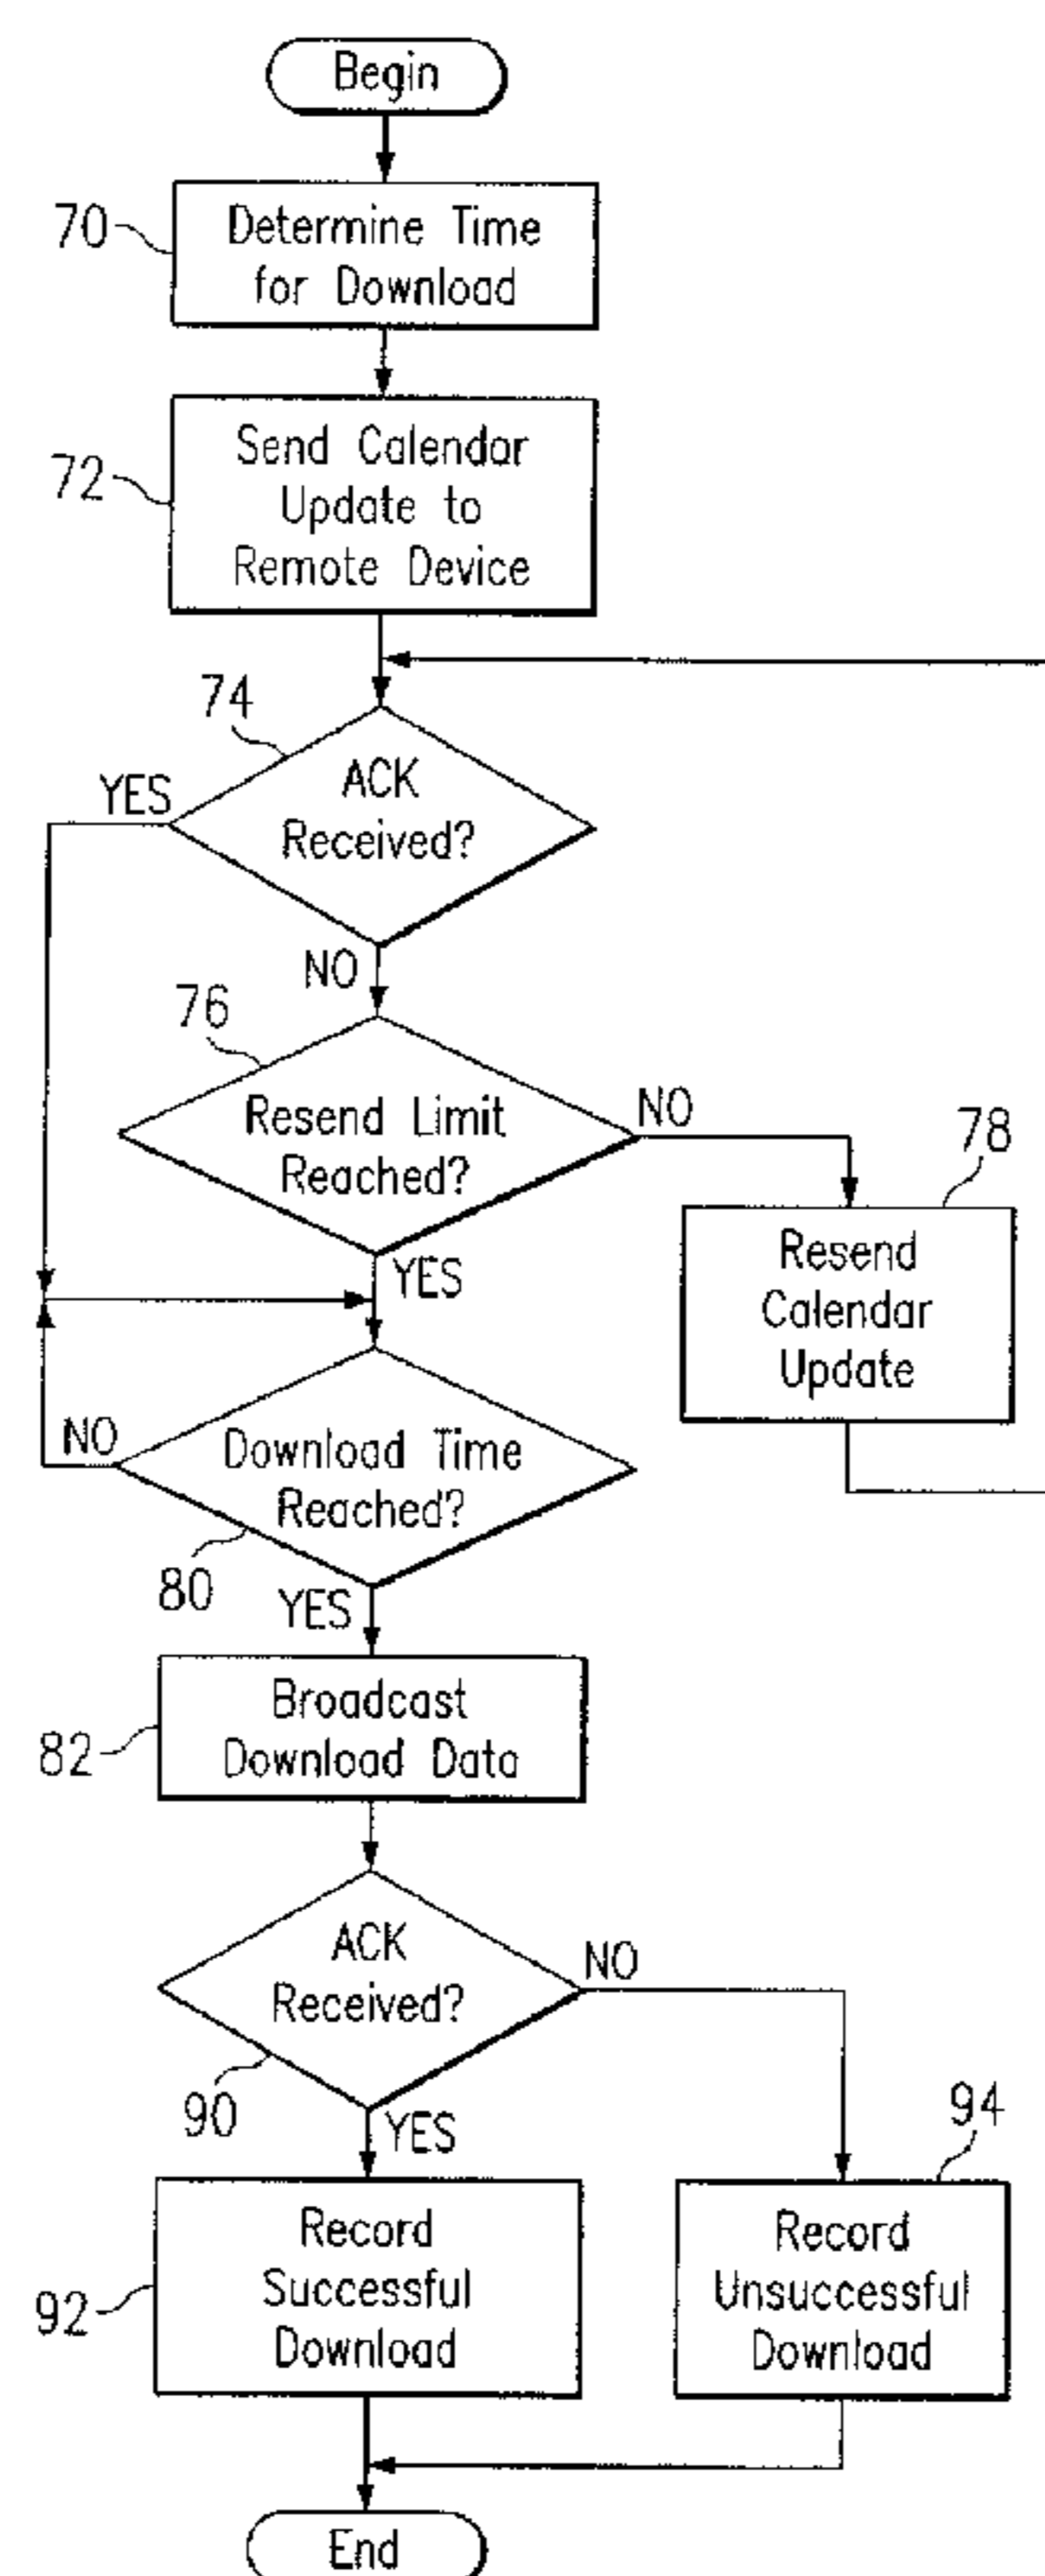 Begin
70
Determine Time
for Download
72
Send Calendar
Update to
Remote Device
74
YES
ACK
Received?
NO
76
Resend Limit
Reached?
NO
78
Resend
Calendar
Update
YES
NO
Download Time
Reached?
80
YES
82
Broadcast
Download Data
ACK
Received?
NO
90
YES
94
92
Record
Successful
Download
Record
Unsuccessful
Download
End